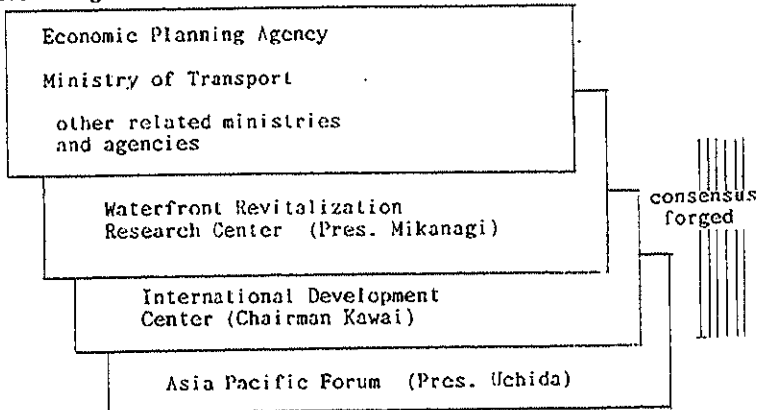 Economic Planning Agency
Ministry of Transport
other related ministries
and agencies
Waterfront Revitalization
Research Center (Pres. Mikanagi)
consensus
forged
International Development
Center (Chairman Kawai)
Asia Pacific Forum (Pres. Uchida)